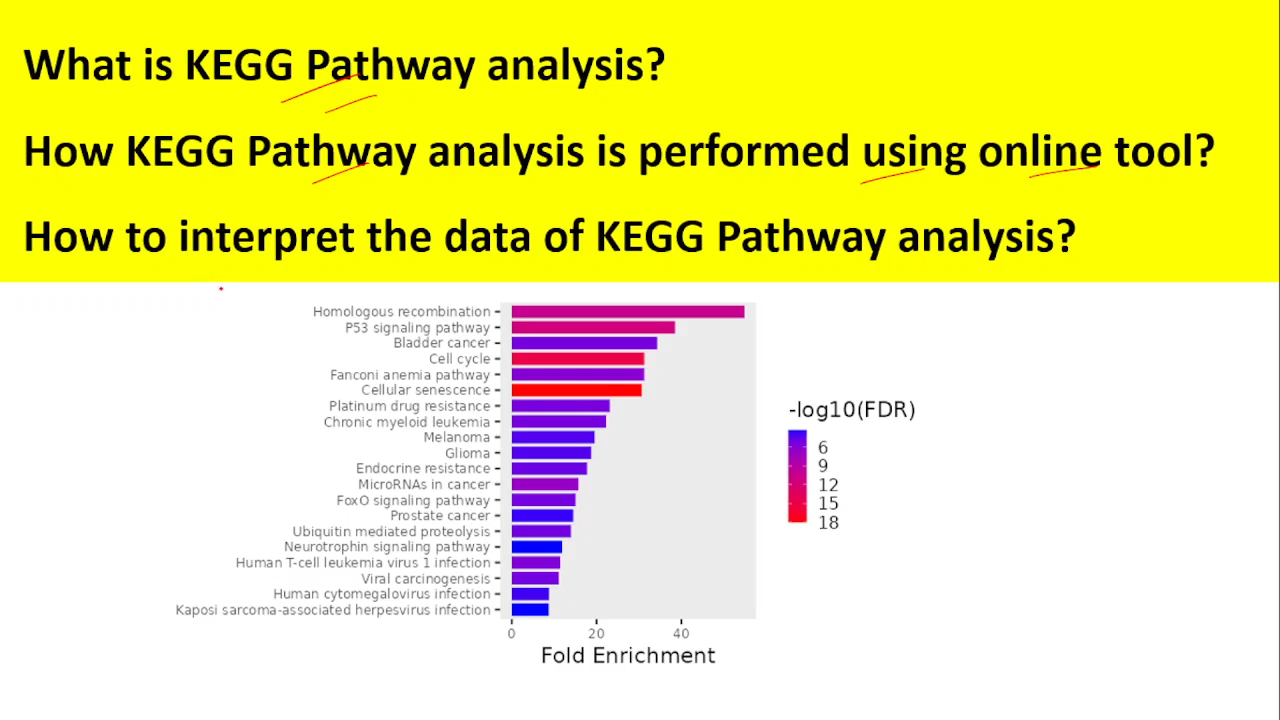 What is KEGG Pathway analysis?
How KEGG Pathway analysis is performed using online tool?
How to interpret the data of KEGG Pathway analysis?
Homologous recombination
P53 signaling pathway
Bladder cancer
Cell cycle
Fanconi anemia pathway
Cellular senescence
Platinum drug resistance
Chronic myeloid leukemia
Melanoma
Glioma
Endocrine resistance
MicroRNAs in cancer
FoxO signaling pathway
Prostate cancer
Ubiquitin mediated proteolysis
Neurotrophin signaling pathway
Human T-cell leukemia virus 1 infection
Viral carcinogenesis
Human cytomegalovirus infection
Kaposi sarcoma-associated herpesvirus infection
0 20 40
Fold Enrichment
-log10(FDR)
6
9
12
15
18